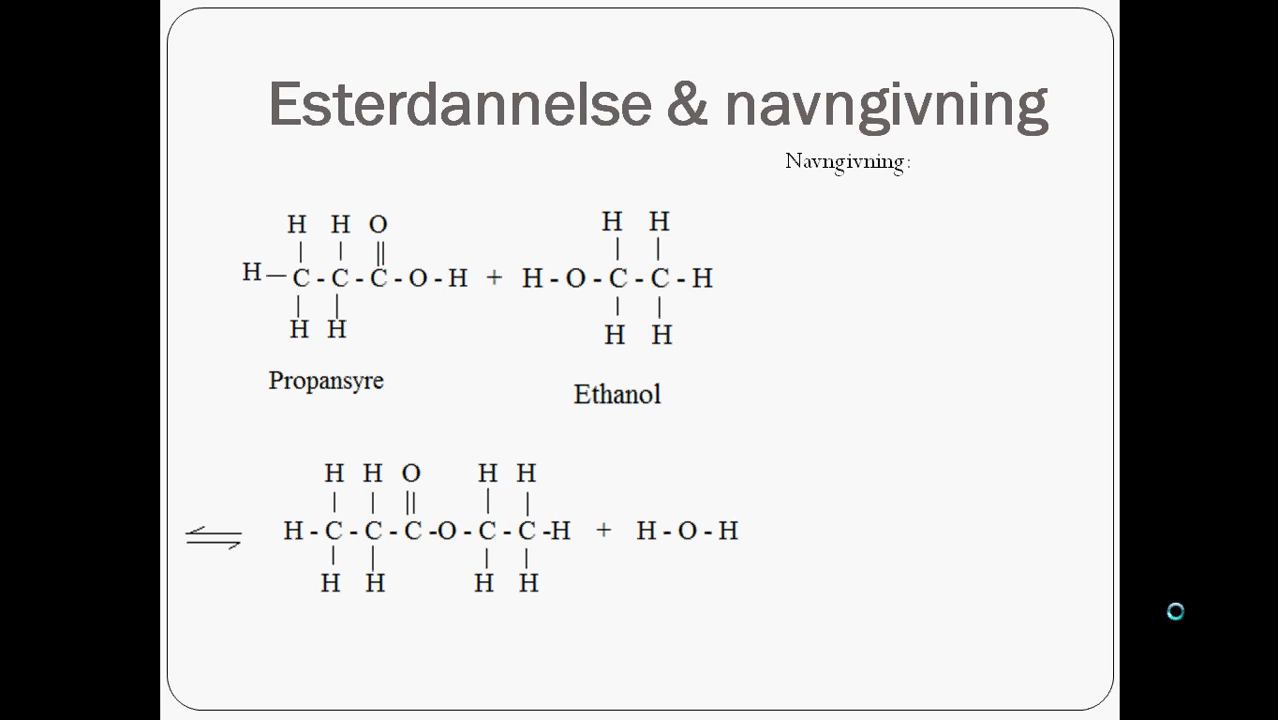 Esterdannelse & navngivning
Navngivning:
H H O H H
| | || | |
H – C - C - C - O - H + H - O - C - C - H
| | | |
H H H H
Propansyre Ethanol
H H O H H
| | || | |
⇌ H - C - C - C -O - C - C -H + H - O - H
| | | |
H H H H